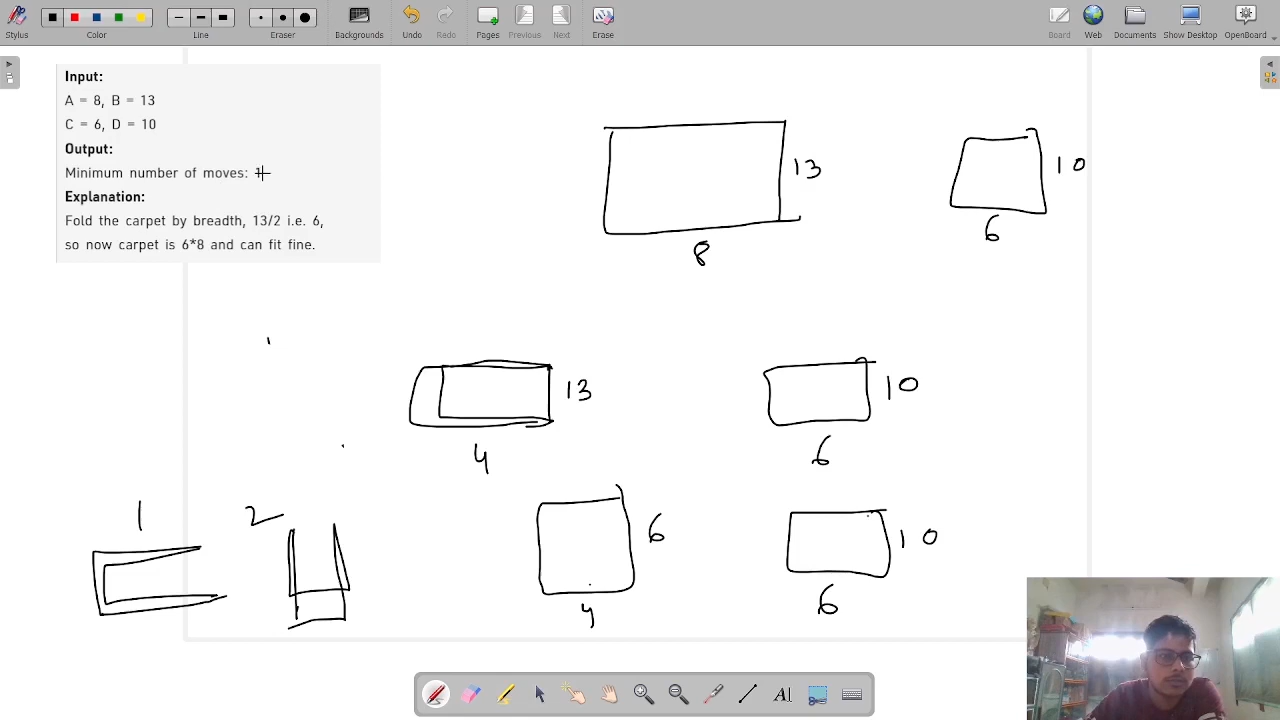 Stylus
Color
Line
Eraser
Backgrounds
Undo
Redo
Pages
Previous
Next
Erase
Board
Web
Documents
Show Desktop
OpenBoard
Input:
A = 8, B = 13
C = 6, D = 10
Output:
Minimum number of moves: 1
Explanation:
Fold the carpet by breadth, 13/2 i.e. 6,
so now carpet is 6*8 and can fit fine.
13
8
10
6
13
4
10
6
1
2
6
4
10
6
AI